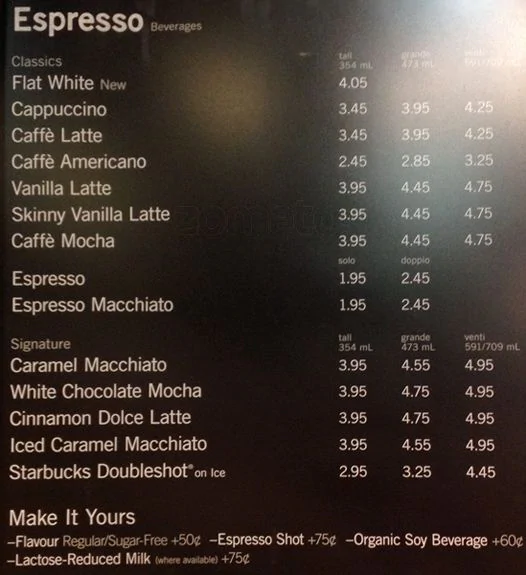 Espresso Beverages
Classics tall grande venti
354 mL 473 mL 591/709 mL
Flat White New 4.05
Cappuccino 3.45 3.95 4.25
Caffè Latte 3.45 3.95 4.25
Caffè Americano 2.45 2.85 3.25
Vanilla Latte 3.95 4.45 4.75
Skinny Vanilla Latte 3.95 4.45 4.75
Caffè Mocha 3.95 4.45 4.75
solo doppio
Espresso 1.95 2.45
Espresso Macchiato 1.95 2.45
Signature tall grande venti
354 mL 473 mL 591/709 mL
Caramel Macchiato 3.95 4.55 4.95
White Chocolate Mocha 3.95 4.75 4.95
Cinnamon Dolce Latte 3.95 4.75 4.95
Iced Caramel Macchiato 3.95 4.55 4.95
Starbucks Doubleshot® on Ice 2.95 3.25 4.45
Make It Yours
–Flavour Regular/Sugar-Free +50¢ –Espresso Shot +75¢ –Organic Soy Beverage +60¢
–Lactose-Reduced Milk (where available) +75¢
zomato